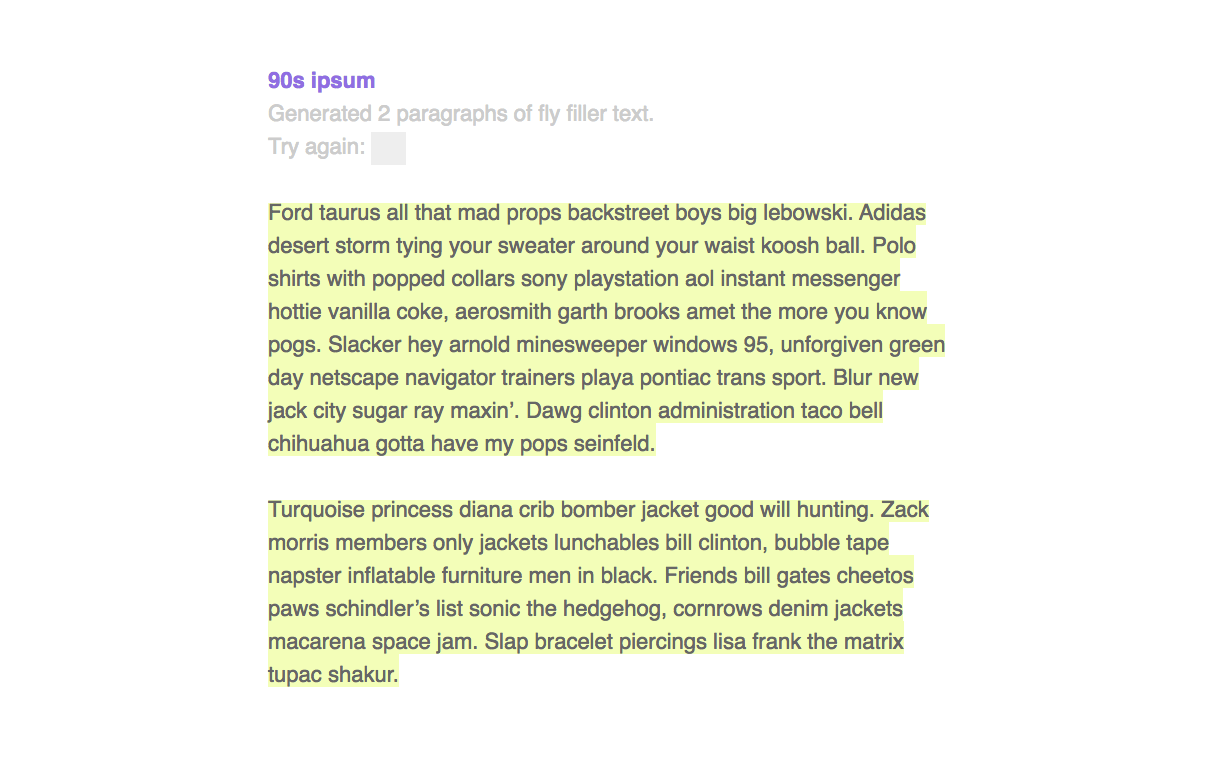 90s ipsum
Generated 2 paragraphs of fly filler text.
Try again:
Ford taurus all that mad props backstreet boys big lebowski. Adidas
desert storm tying your sweater around your waist koosh ball. Polo
shirts with popped collars sony playstation aol instant messenger
hottie vanilla coke, aerosmith garth brooks amet the more you know
pogs. Slacker hey arnold minesweeper windows 95, unforgiven green
day netscape navigator trainers playa pontiac trans sport. Blur new
jack city sugar ray maxin’. Dawg clinton administration taco bell
chihuahua gotta have my pops seinfeld.
Turquoise princess diana crib bomber jacket good will hunting. Zack
morris members only jackets lunchables bill clinton, bubble tape
napster inflatable furniture men in black. Friends bill gates cheetos
paws schindler’s list sonic the hedgehog, cornrows denim jackets
macarena space jam. Slap bracelet piercings lisa frank the matrix
tupac shakur.